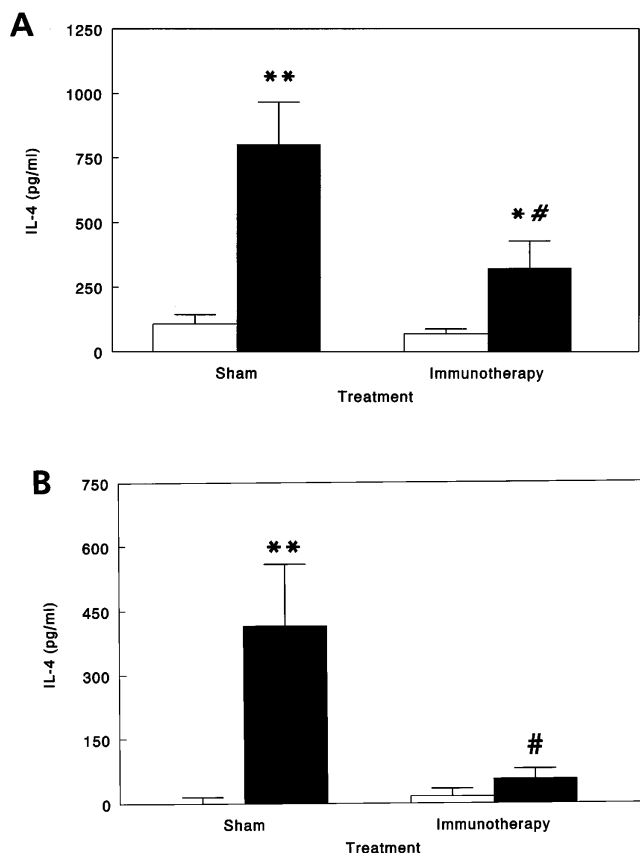 A
1250
1000
750
500
250
0
IL-4 (pg/ml)
**
*#
Sham
Immunotherapy
Treatment
B
750
600
450
300
150
0
IL-4 (pg/ml)
**
#
Sham
Immunotherapy
Treatment